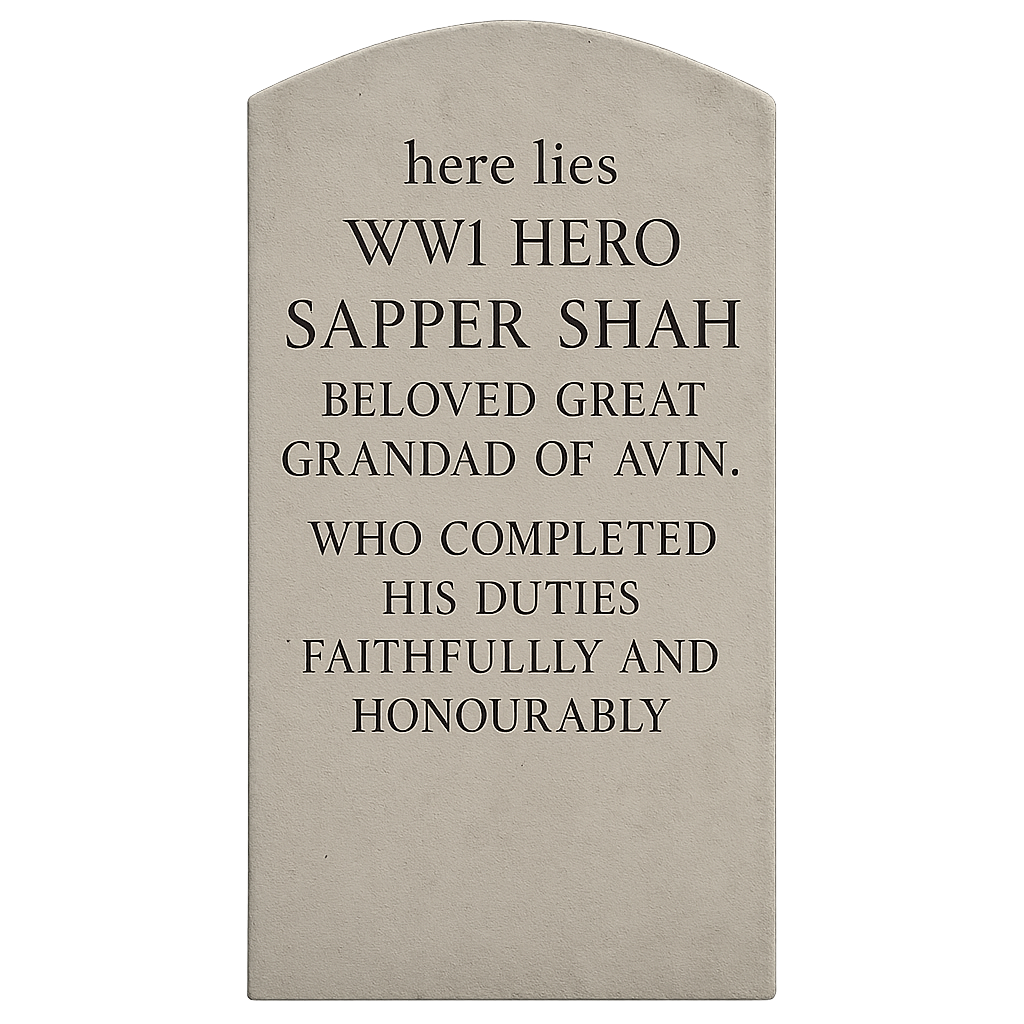 here lies
WW1 HERO
SAPPER SHAH
BELOVED GREAT
GRANDAD OF AVIN.
WHO COMPLETED
HIS DUTIES
FAITHFULLLY AND
HONOURABLY